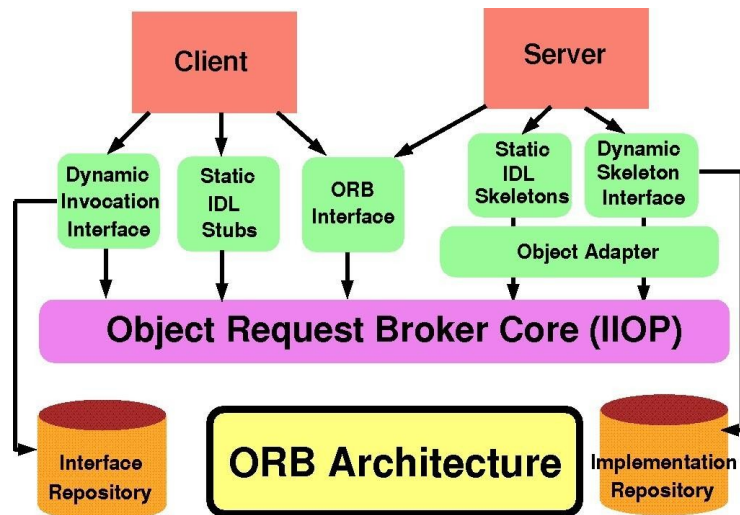 Client
Server
Dynamic
Invocation
Interface
Static
IDL
Stubs
ORB
Interface
Static
IDL
Skeletons
Dynamic
Skeleton
Interface
Object Adapter
Object Request Broker Core (IIOP)
Interface
Repository
ORB Architecture
Implementation
Repository